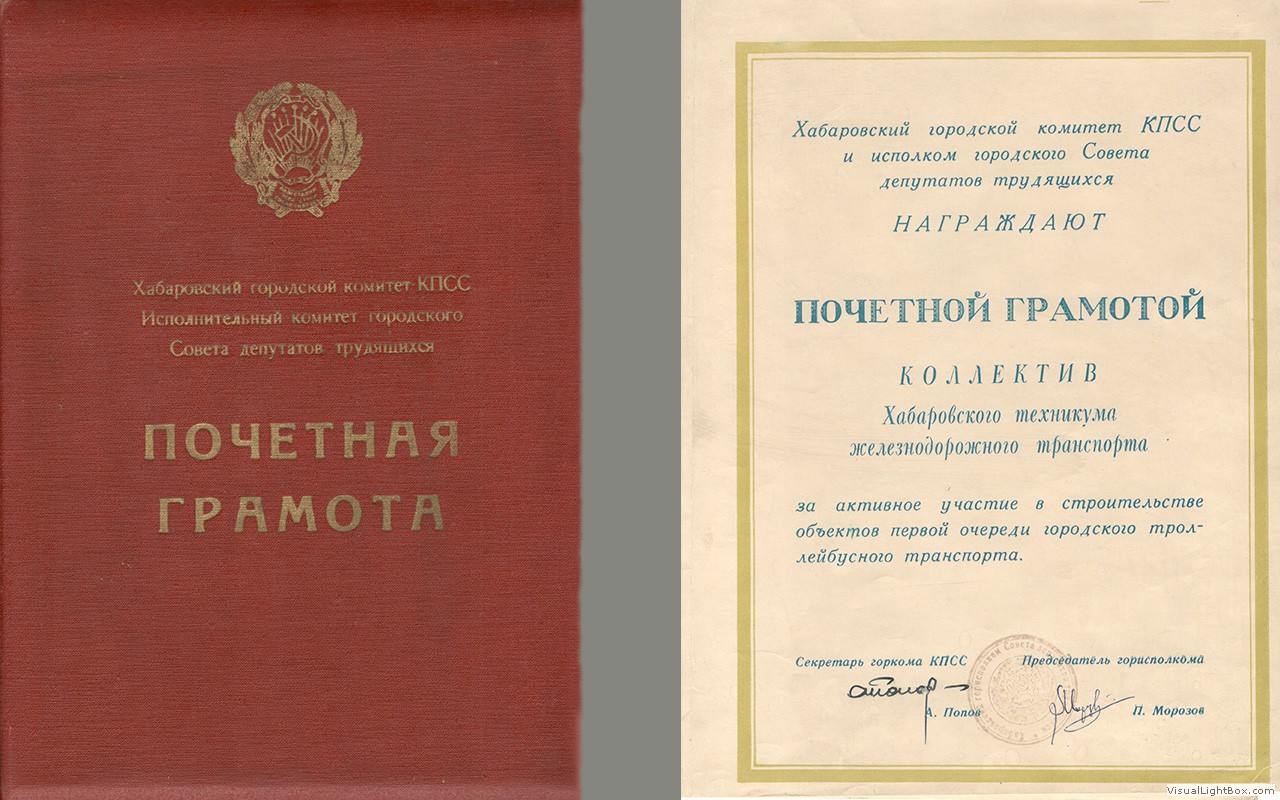 Хабаровский городской комитет КПСС
Исполнительный комитет городского
Совета депутатов трудящихся
ПОЧЕТНАЯ
ГРАМОТА
Хабаровский городской комитет КПСС
и исполком городского Совета
депутатов трудящихся
НАГРАЖДАЮТ
ПОЧЕТНОЙ ГРАМОТОЙ
КОЛЛЕКТИВ
Хабаровского техникума
железнодорожного транспорта
за активное участие в строительстве
объектов первой очереди городского трол-
лейбусного транспорта.
Секретарь горкома КПСС Председатель горисполкома
А. Попов П. Морозов
VisualLightBox.com